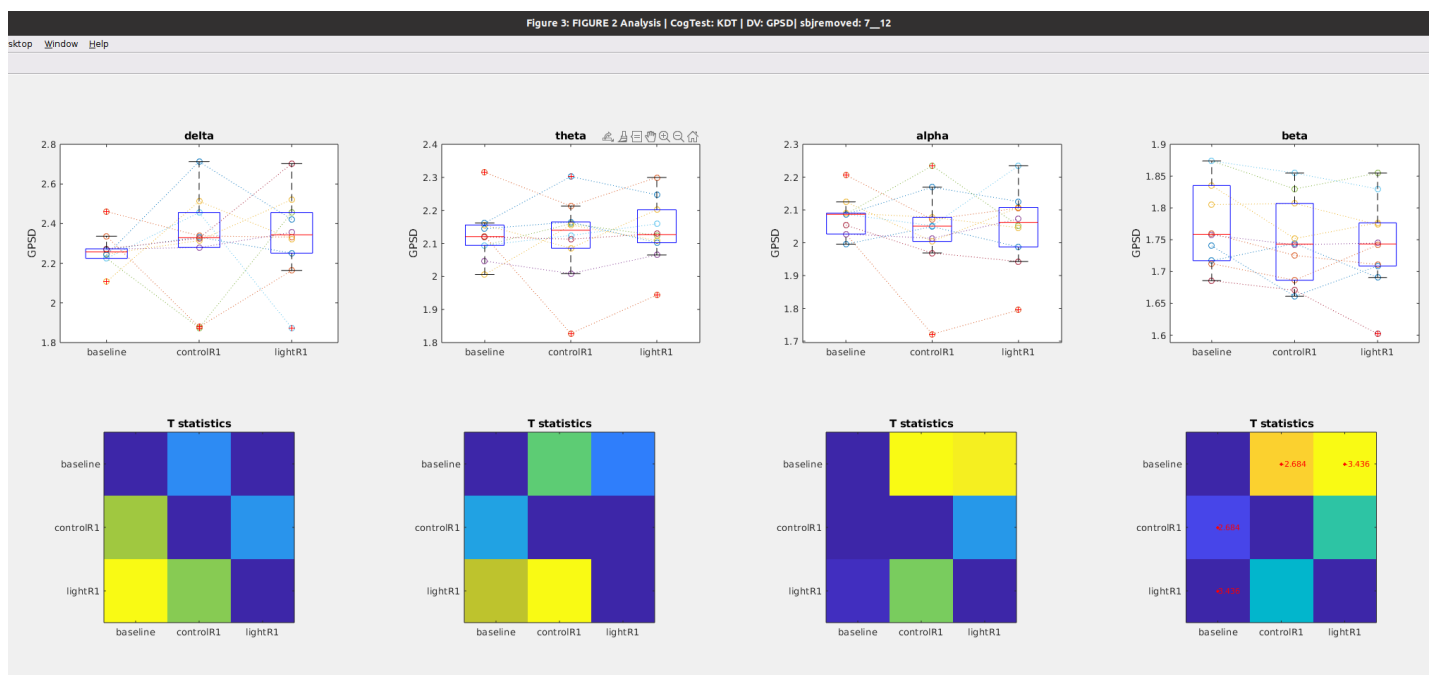 Figure 3: FIGURE 2 Analysis | CogTest: KDT | DV: GPSD| sbjremoved: 7__12
sktop Window Help
delta
theta
alpha
beta
2.8
2.6
2.4
2.2
2
1.8
GPSD
baseline controlR1 lightR1
2.4
2.3
2.2
2.1
2
1.9
1.8
GPSD
baseline controlR1 lightR1
2.3
2.2
2.1
2
1.9
1.8
1.7
GPSD
baseline controlR1 lightR1
1.9
1.85
1.8
1.75
1.7
1.65
1.6
GPSD
baseline controlR1 lightR1
T statistics
baseline
controlR1
lightR1
baseline controlR1 lightR1
T statistics
baseline
controlR1
lightR1
baseline controlR1 lightR1
T statistics
baseline
controlR1
lightR1
baseline controlR1 lightR1
T statistics
baseline
2.684 3.436
controlR1
lightR1
baseline controlR1 lightR1